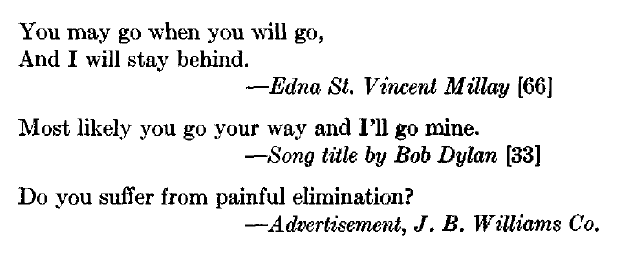 You may go when you will go,
And I will stay behind.
—Edna St. Vincent Millay [66]
Most likely you go your way and I'll go mine.
—Song title by Bob Dylan [33]
Do you suffer from painful elimination?
—Advertisement, J. B. Williams Co.